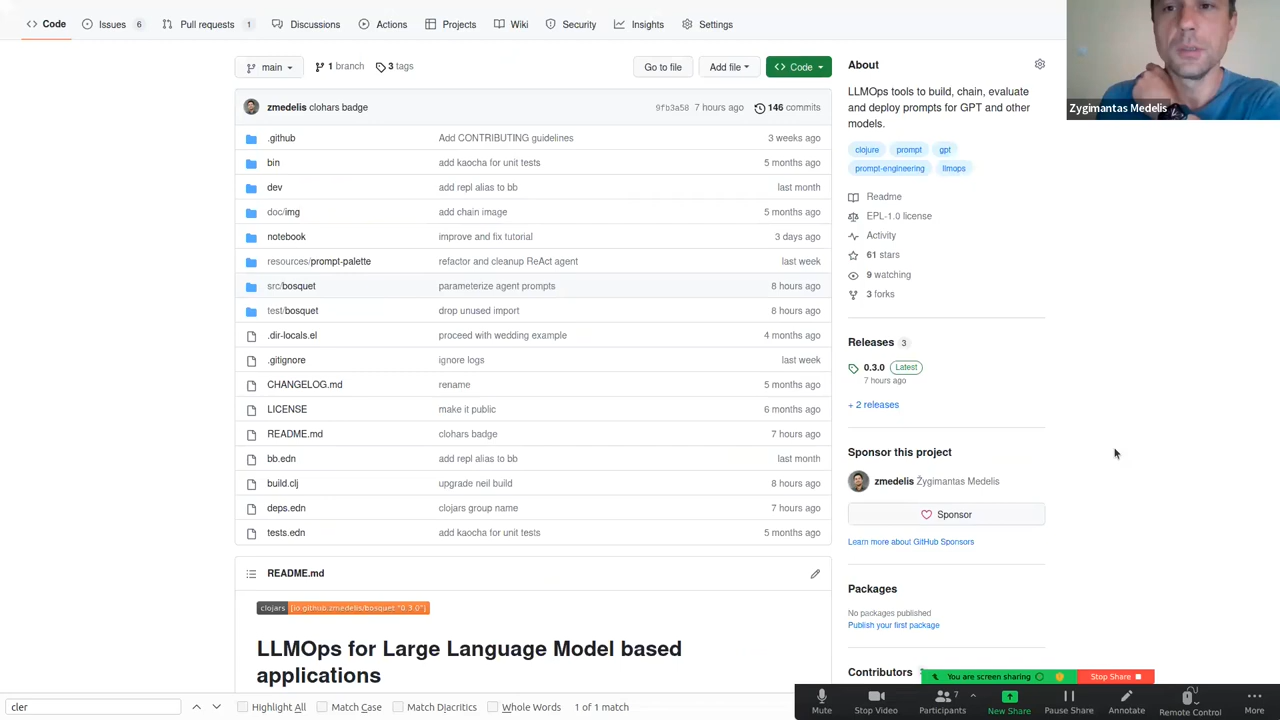 Code
Issues 6
Pull requests 1
Discussions
Actions
Projects
Wiki
Security
Insights
Settings
main
1 branch
3 tags
Go to file
Add file
Code
zmedelis clohars badge 9fb3a58 7 hours ago 146 commits
.github Add CONTRIBUTING guidelines 3 weeks ago
bin add kaocha for unit tests 5 months ago
dev add repl alias to bb last month
doc/img add chain image 5 months ago
notebook improve and fix tutorial 3 days ago
resources/prompt-palette refactor and cleanup ReAct agent last week
src/bosquet parameterize agent prompts 8 hours ago
test/bosquet drop unused import 8 hours ago
.dir-locals.el proceed with wedding example 4 months ago
.gitignore ignore logs last week
CHANGELOG.md rename 5 months ago
LICENSE make it public 6 months ago
README.md clohars badge 7 hours ago
bb.edn add repl alias to bb last month
build.clj upgrade neil build 8 hours ago
deps.edn clojars group name 7 hours ago
tests.edn add kaocha for unit tests 5 months ago
README.md
clojars [io.github.zmedelis/bosquet "0.3.0"]
LLMOps for Large Language Model based
applications
About
LLMOps tools to build, chain, evaluate
and deploy prompts for GPT and other
models.
clojure prompt gpt
prompt-engineering llmops
Readme
EPL-1.0 license
Activity
61 stars
9 watching
3 forks
Releases 3
0.3.0 Latest
7 hours ago
+ 2 releases
Sponsor this project
zmedelis Žygimantas Medelis
Sponsor
Learn more about GitHub Sponsors
Packages
No packages published
Publish your first package
Contributors
Zygimantas Medelis
You are screen sharing
Stop Share
Mute
Stop Video
Participants 7
New Share
Pause Share
Annotate
Remote Control
More
cler
Highlight All
Match Case
Match Diacritics
Whole Words
1 of 1 match